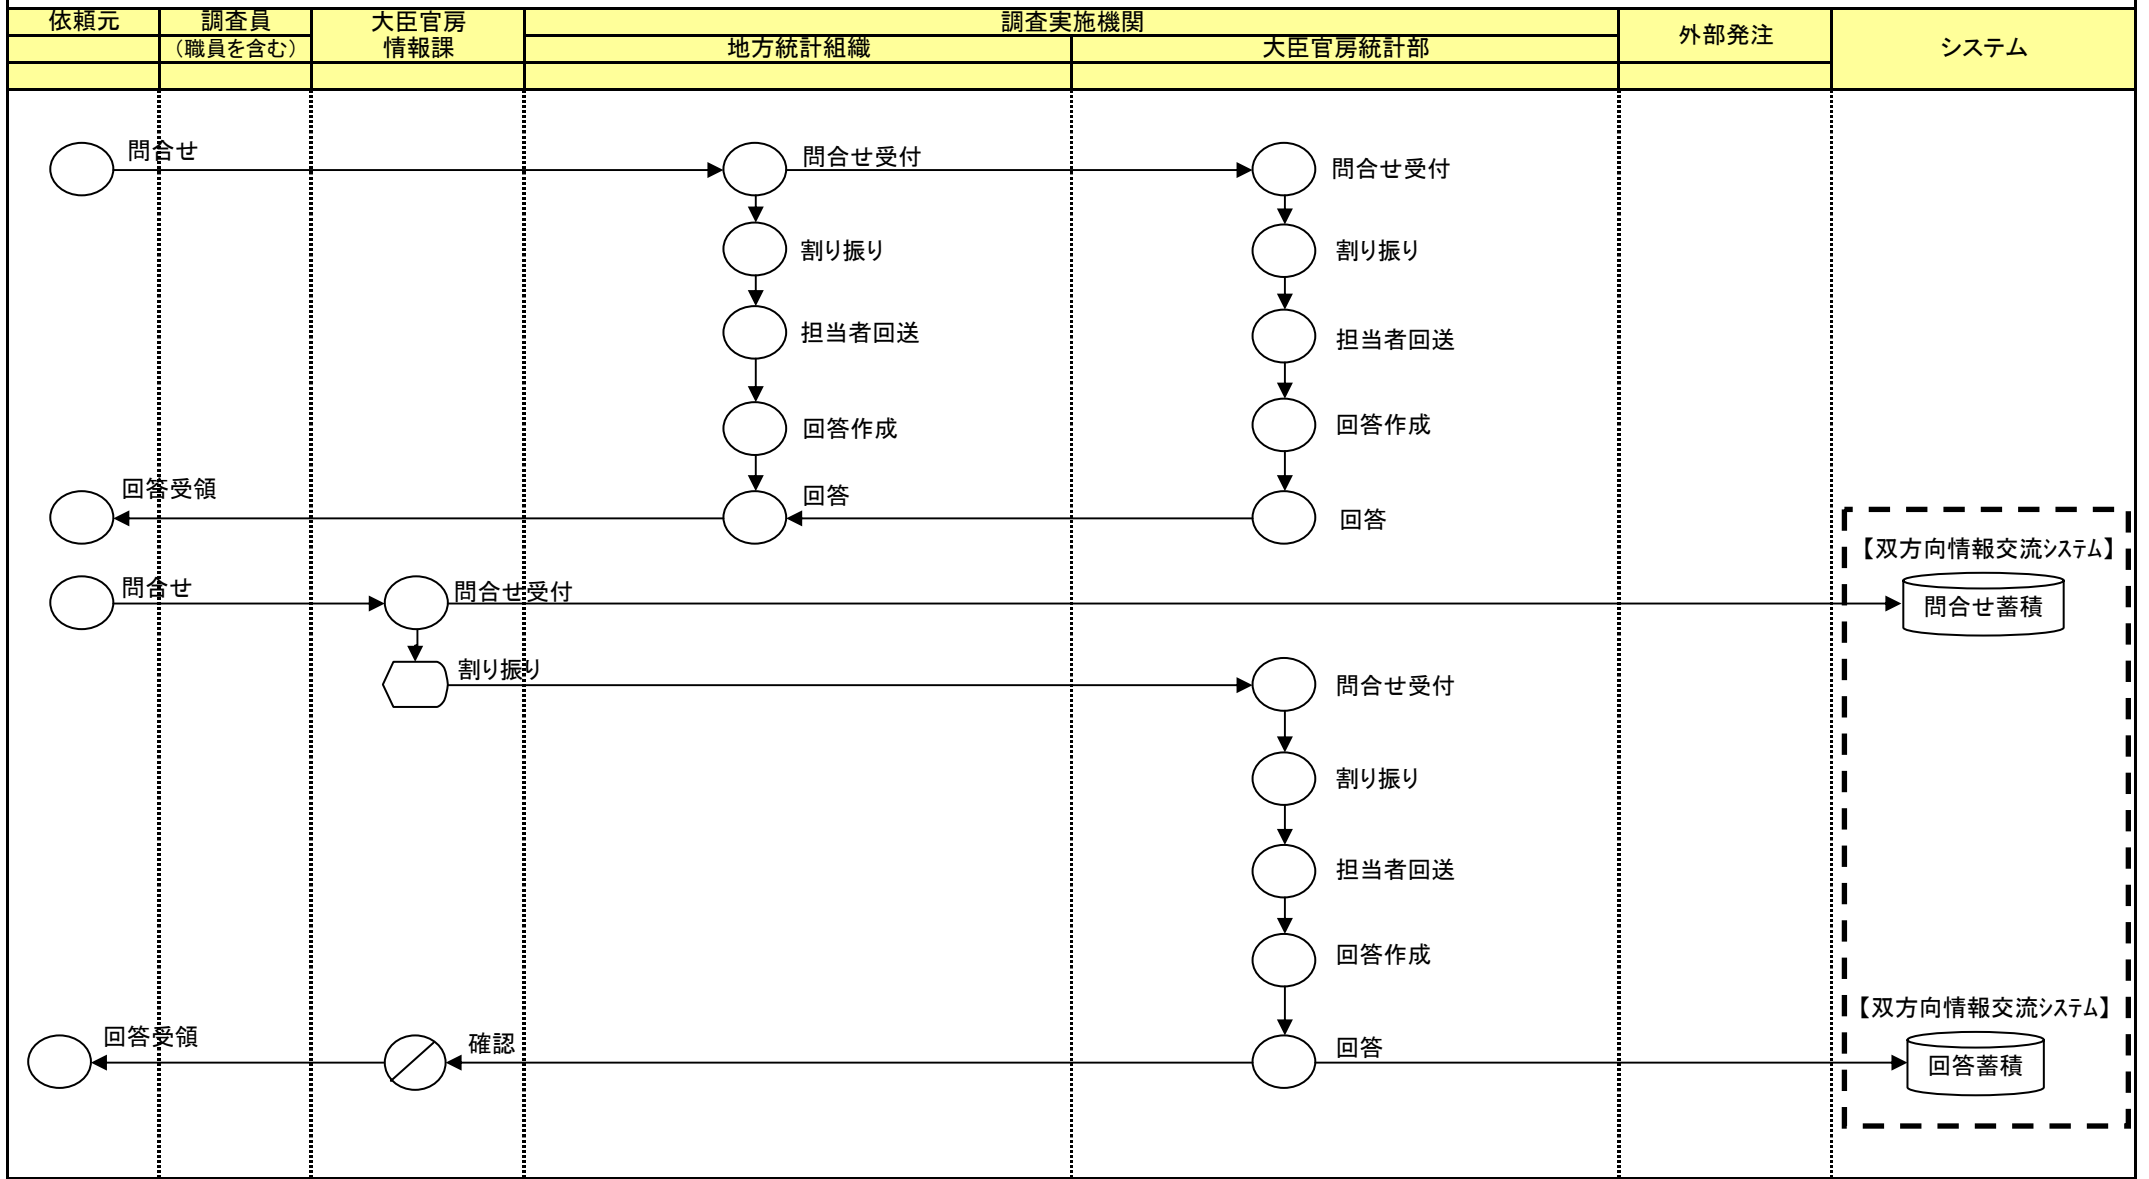 依頼元
調査員
（職員を含む）
大臣官房
情報課
調査実施機関
地方統計組織
大臣官房統計部
外部発注
システム
問合せ
問合せ受付
問合せ受付
割り振り
割り振り
担当者回送
担当者回送
回答作成
回答作成
回答受領
回答
回答
【双方向情報交流システム】
問合せ
問合せ受付
問合せ蓄積
割り振り
問合せ受付
割り振り
担当者回送
回答作成
【双方向情報交流システム】
回答受領
確認
回答
回答蓄積